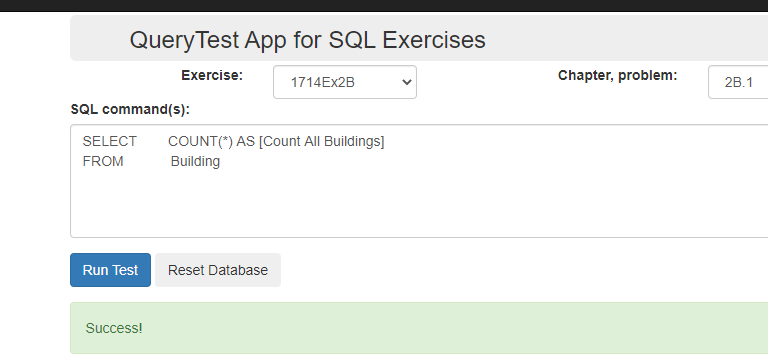 QueryTest App for SQL Exercises
Exercise: 1714Ex2B Chapter, problem: 2B.1
SQL command(s):
SELECT COUNT(*) AS [Count All Buildings]
FROM Building
Run Test Reset Database
Success!